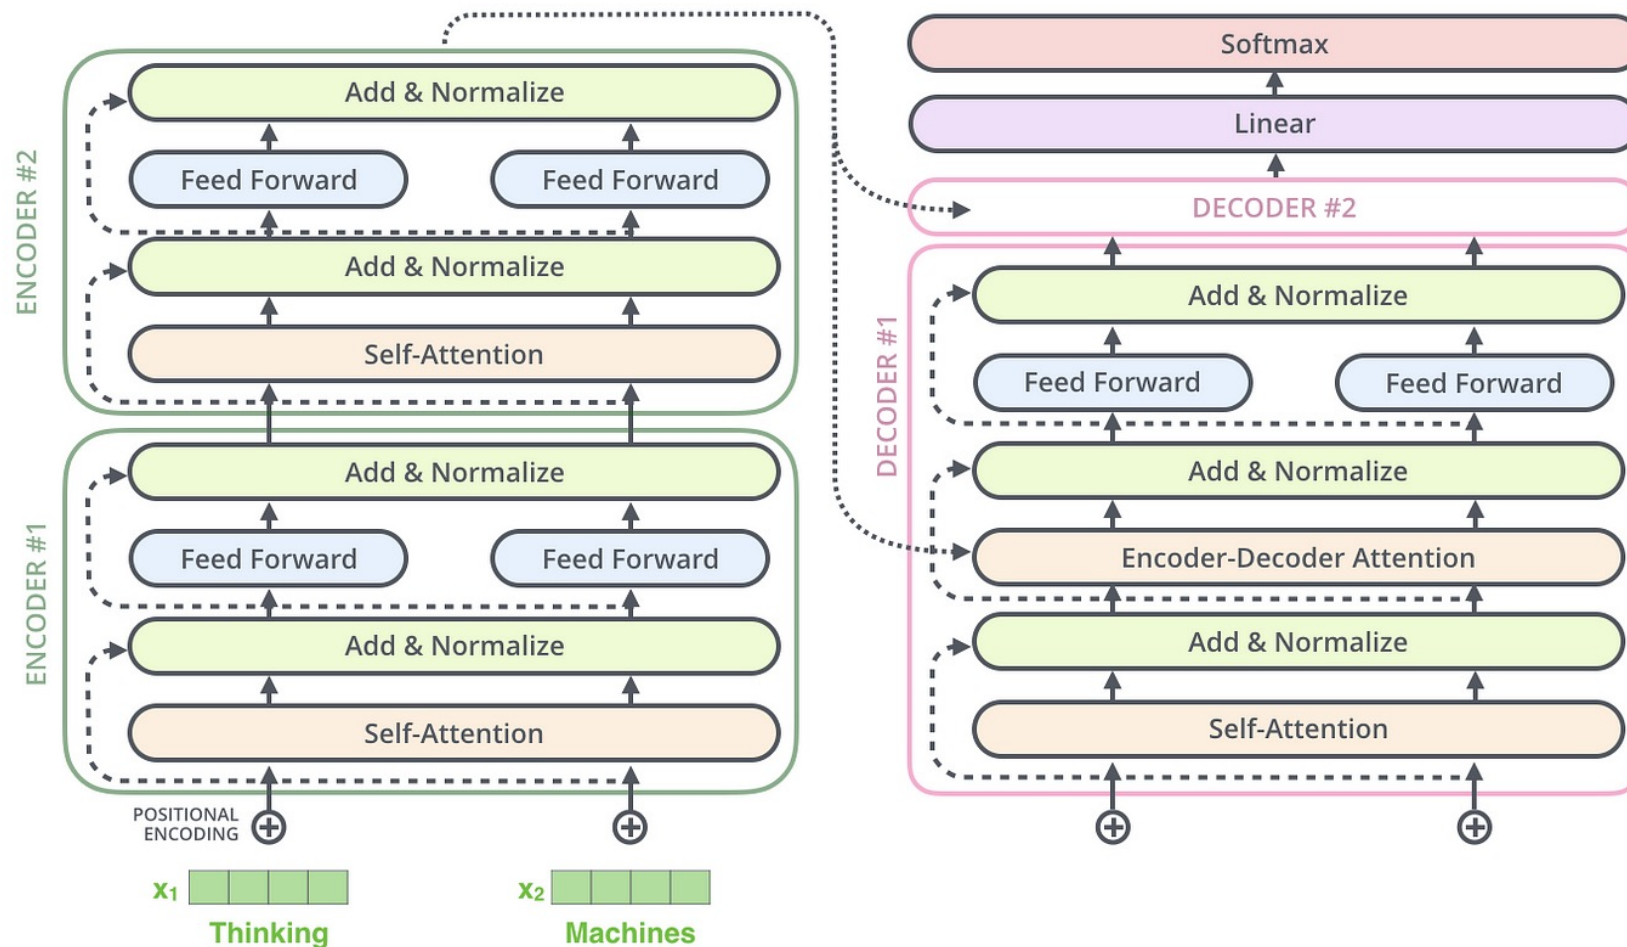 ENCODER #2
Add & Normalize
Feed Forward Feed Forward
Add & Normalize
Self-Attention
ENCODER #1
Add & Normalize
Feed Forward Feed Forward
Add & Normalize
Self-Attention
POSITIONAL
ENCODING
x₁ x₂
Thinking Machines
Softmax
Linear
DECODER #2
DECODER #1
Add & Normalize
Feed Forward Feed Forward
Add & Normalize
Encoder-Decoder Attention
Add & Normalize
Self-Attention